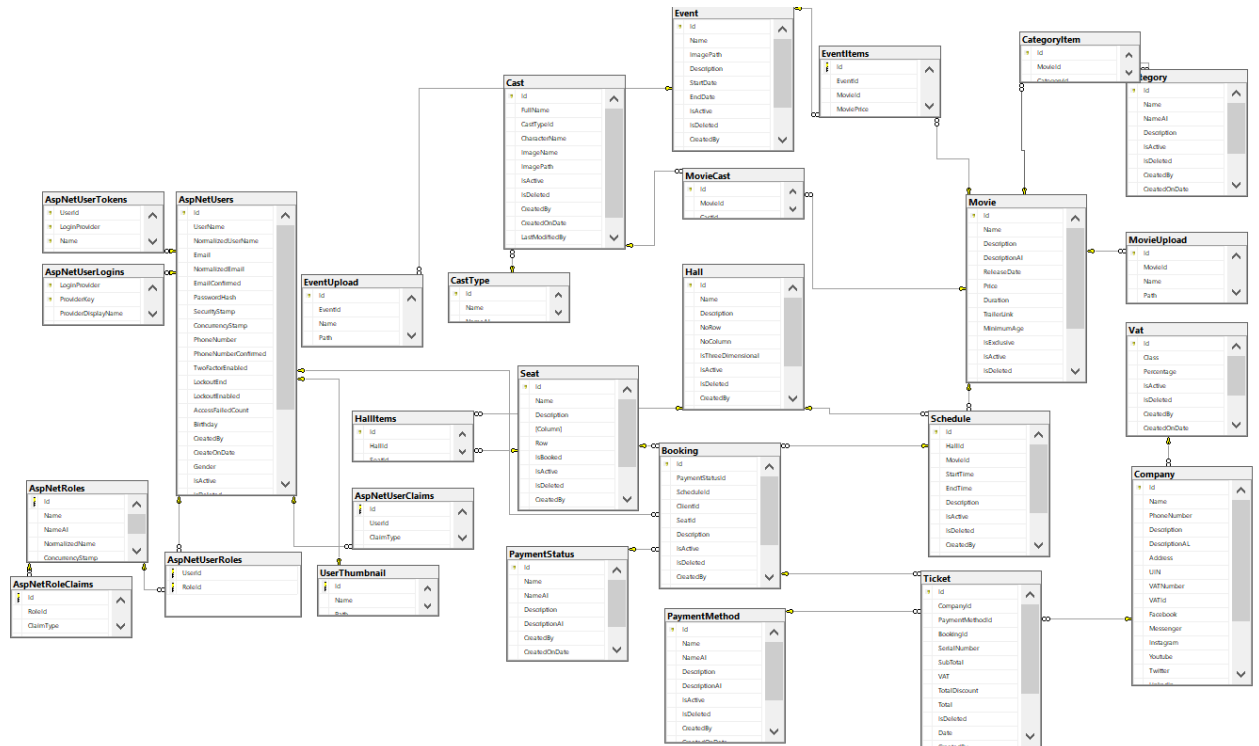 Event
Id
Name
ImagePath
Description
StartDate
EndDate
IsActive
IsDeleted
CreatedBy
EventItems
Id
EventId
MovieId
MoviePrice
CategoryItem
Id
MovieId
Id
Name
NameAl
Description
IsActive
IsDeleted
CreatedBy
CreatedOnDate
Cast
Id
FullName
CastTypeId
CharacterName
ImageName
ImagePath
IsActive
IsDeleted
CreatedBy
CreatedOnDate
LastModifiedBy
MovieCast
Id
MovieId
AspNetUserTokens
UserId
LoginProvider
Name
AspNetUsers
Id
UserName
NormalizedUserName
Email
NormalizedEmail
EmailConfirmed
PasswordHash
SecurityStamp
ConcurrencyStamp
PhoneNumber
PhoneNumberConfirmed
TwoFactorEnabled
LockoutEnd
LockoutEnabled
AccessFailedCount
Birthday
CreatedBy
CreateOnDate
Gender
IsActive
Movie
Id
Name
Description
DescriptionAl
ReleaseDate
Price
Duration
TrailerLink
MinimumAge
IsExclusive
IsActive
IsDeleted
MovieUpload
Id
MovieId
Name
Path
AspNetUserLogins
LoginProvider
ProviderKey
ProviderDisplayName
EventUpload
Id
EventId
Name
Path
CastType
Id
Name
Hall
Id
Name
Description
NoRow
NoColumn
IsThreeDimensional
IsActive
IsDeleted
CreatedBy
Vat
Id
Class
Percentage
IsActive
IsDeleted
CreatedBy
CreatedOnDate
Seat
Id
Name
Description
[Column]
Row
IsBooked
IsActive
IsDeleted
CreatedBy
HallItems
Id
HallId
Schedule
Id
HallId
MovieId
StartTime
EndTime
Description
IsActive
IsDeleted
CreatedBy
Booking
Id
PaymentStatusId
ScheduleId
ClientId
SeatId
Description
IsActive
IsDeleted
CreatedBy
Company
Id
Name
PhoneNumber
Description
DescriptionAL
Address
UIN
VATNumber
VATId
Facebook
Messenger
Instagram
Youtube
Twitter
AspNetRoles
Id
Name
NameAl
NormalizedName
ConcurrencyStamp
AspNetUserClaims
Id
UserId
ClaimType
AspNetUserRoles
UserId
RoleId
PaymentStatus
Id
Name
NameAl
Description
DescriptionAl
CreatedBy
CreatedOnDate
UserThumbnail
Id
Name
AspNetRoleClaims
Id
RoleId
ClaimType
Ticket
Id
CompanyId
PaymentMethodId
BookingId
SerialNumber
SubTotal
VAT
TotalDiscount
Total
IsDeleted
Date
PaymentMethod
Id
Name
NameAl
Description
DescriptionAl
IsActive
IsDeleted
CreatedBy